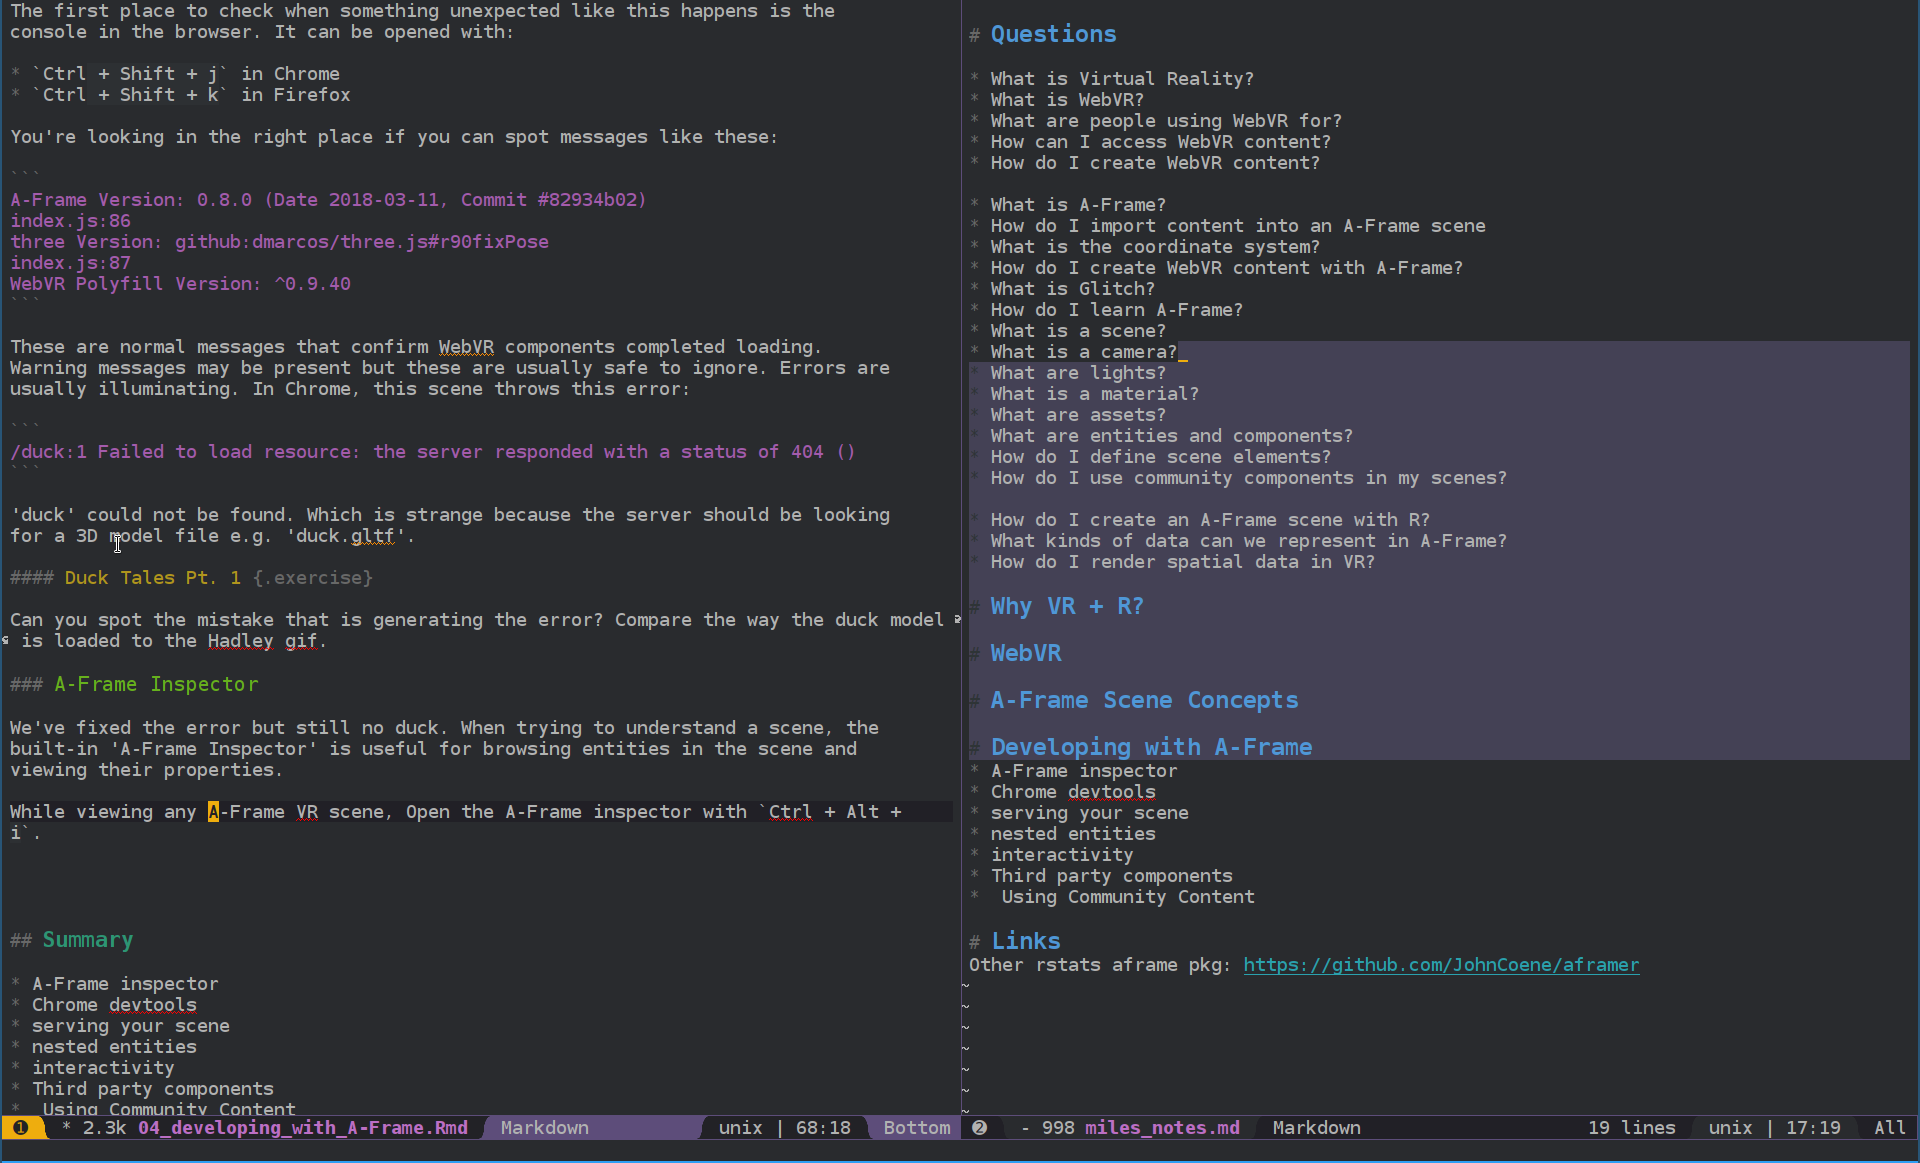 The first place to check when something unexpected like this happens is the
console in the browser. It can be opened with:
* `Ctrl + Shift + j` in Chrome
* `Ctrl + Shift + k` in Firefox
You're looking in the right place if you can spot messages like these:
```
A-Frame Version: 0.8.0 (Date 2018-03-11, Commit #82934b02)
index.js:86
three Version: github:dmarcos/three.js#r90fixPose
index.js:87
WebVR Polyfill Version: ^0.9.40
```
These are normal messages that confirm WebVR components completed loading.
Warning messages may be present but these are usually safe to ignore. Errors are
usually illuminating. In Chrome, this scene throws this error:
```
/duck:1 Failed to load resource: the server responded with a status of 404 ()
```
'duck' could not be found. Which is strange because the server should be looking
for a 3D model file e.g. 'duck.gltf'.
#### Duck Tales Pt. 1 {.exercise}
Can you spot the mistake that is generating the error? Compare the way the duck model
is loaded to the Hadley gif.
### A-Frame Inspector
We've fixed the error but still no duck. When trying to understand a scene, the
built-in 'A-Frame Inspector' is useful for browsing entities in the scene and
viewing their properties.
While viewing any A-Frame VR scene, Open the A-Frame inspector with `Ctrl + Alt +
i`.
## Summary
* A-Frame inspector
* Chrome devtools
* serving your scene
* nested entities
* interactivity
* Third party components
*  Using Community Content
1 * 2.3k 04_developing_with_A-Frame.Rmd Markdown unix | 68:18 Bottom
# Questions
* What is Virtual Reality?
* What is WebVR?
* What are people using WebVR for?
* How can I access WebVR content?
* How do I create WebVR content?
* What is A-Frame?
* How do I import content into an A-Frame scene
* What is the coordinate system?
* How do I create WebVR content with A-Frame?
* What is Glitch?
* How do I learn A-Frame?
* What is a scene?
* What is a camera?
* What are lights?
* What is a material?
* What are assets?
* What are entities and components?
* How do I define scene elements?
* How do I use community components in my scenes?
* How do I create an A-Frame scene with R?
* What kinds of data can we represent in A-Frame?
* How do I render spatial data in VR?
# Why VR + R?
# WebVR
# A-Frame Scene Concepts
# Developing with A-Frame
* A-Frame inspector
* Chrome devtools
* serving your scene
* nested entities
* interactivity
* Third party components
*  Using Community Content
# Links
Other rstats aframe pkg: https://github.com/JohnCoene/aframer
~
~
~
~
~
~
~
2 - 998 miles_notes.md Markdown 19 lines unix | 17:19 All